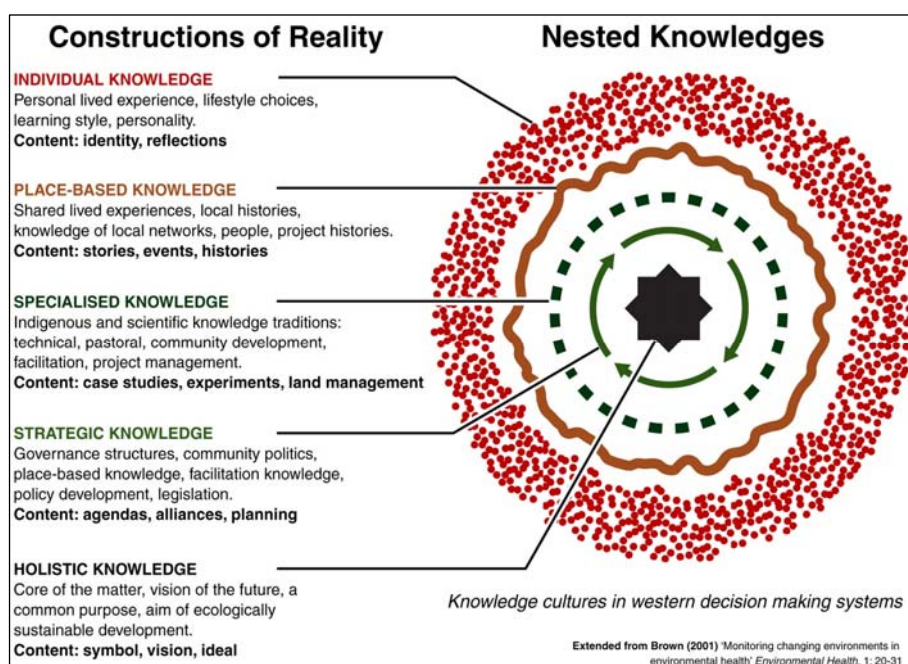 Constructions of Reality
Nested Knowledges
INDIVIDUAL KNOWLEDGE
Personal lived experience, lifestyle choices,
learning style, personality.
Content: identity, reflections
PLACE-BASED KNOWLEDGE
Shared lived experiences, local histories,
knowledge of local networks, people, project histories.
Content: stories, events, histories
SPECIALISED KNOWLEDGE
Indigenous and scientific knowledge traditions:
technical, pastoral, community development,
facilitation, project management.
Content: case studies, experiments, land management
STRATEGIC KNOWLEDGE
Governance structures, community politics,
place-based knowledge, facilitation knowledge,
policy development, legislation.
Content: agendas, alliances, planning
HOLISTIC KNOWLEDGE
Core of the matter, vision of the future, a
common purpose, aim of ecologically
sustainable development.
Content: symbol, vision, ideal
Knowledge cultures in western decision making systems
Extended from Brown (2001) 'Monitoring changing environments in
environmental health' Environmental Health, 1: 20-31